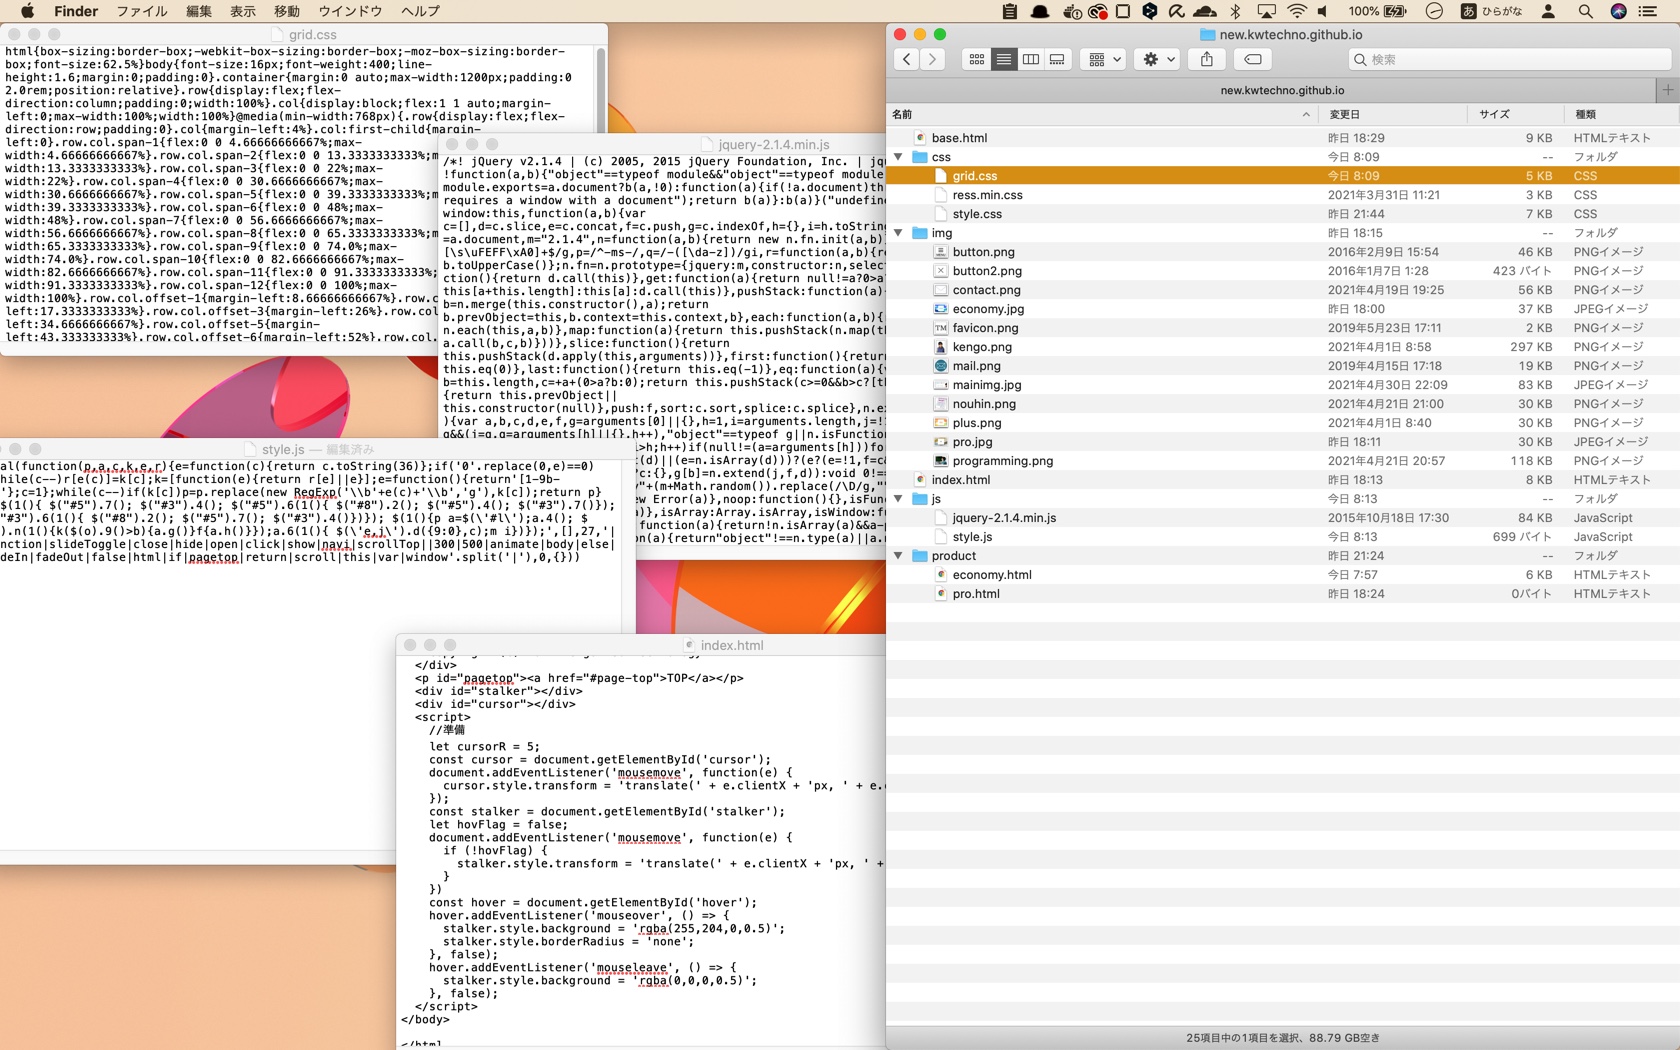 Finder ファイル 編集 表示 移動 ウインドウ ヘルプ
100% あ ひらがな
grid.css
html{box-sizing:border-box;-webkit-box-sizing:border-box;-moz-box-sizing:border-
box;font-size:62.5%}body{font-size:16px;font-weight:400;line-
height:1.6;margin:0;padding:0}.container{margin:0 auto;max-width:1200px;padding:0
2.0rem;position:relative}.row{display:flex;flex-
direction:column;padding:0;width:100%}.col{display:block;flex:1 1 auto;margin-
left:0;max-width:100%;width:100%}@media(min-width:768px){.row{display:flex;flex-
direction:row;padding:0}.col{margin-left:4%}.col:first-child{margin-
left:0}.row.col.span-1{flex:0 0 4.66666666667%;max-
width:4.66666666667%}.row.col.span-2{flex:0 0 13.3333333333%;m
width:13.3333333333%}.row.col.span-3{flex:0 0 22%;max-
width:22%}.row.col.span-4{flex:0 0 30.6666666667%;max-
width:30.6666666667%}.row.col.span-5{flex:0 0 39.3333333333%;m
width:39.3333333333%}.row.col.span-6{flex:0 0 48%;max-
width:48%}.row.col.span-7{flex:0 0 56.6666666667%;max-
width:56.6666666667%}.row.col.span-8{flex:0 0 65.3333333333%;m
width:65.3333333333%}.row.col.span-9{flex:0 0 74.0%;max-
width:74.0%}.row.col.span-10{flex:0 0 82.6666666667%;max-
width:82.6666666667%}.row.col.span-11{flex:0 0 91.3333333333%;
width:91.3333333333%}.row.col.span-12{flex:0 0 100%;max-
width:100%}.row.col.offset-1{margin-left:8.66666666667%}.row.c
left:17.3333333333%}.row.col.offset-3{margin-left:26%}.row.col
left:34.6666666667%}.row.col.offset-5{margin-
left:43.3333333333%}.row.col.offset-6{margin-left:52%}.row.col.
jquery-2.1.4.min.js
/*! jQuery v2.1.4 | (c) 2005, 2015 jQuery Foundation, Inc. | jq
!function(a,b){"object"==typeof module&&"object"==typeof module
module.exports=a.document?b(a,!0):function(a){if(!a.document)th
requires a window with a document");return b(a)}:b(a)}("undefin
window:this,function(a,b){var
c=[],d=c.slice,e=c.concat,f=c.push,g=c.indexOf,h={},i=h.toStrin
=a.document,m="2.1.4",n=function(a,b){return new n.fn.init(a,b)
[\s\uFEFF\xA0]+$/g,p=/^-ms-/,q=/-([\da-z])/gi,r=function(a,b){r
b.toUpperCase()};n.fn=n.prototype={jquery:m,constructor:n,select
ction(){return d.call(this)},get:function(a){return null!=a?0>a
this[a+this.length]:this[a]:d.call(this)},pushStack:function(a)
b=n.merge(this.constructor(),a);return
b.prevObject=this,b.context=this.context,b},each:function(a,b){
n.each(this,a,b)},map:function(a){return this.pushStack(n.map(th
a.call(b,c,b)}))},slice:function(){return
this.pushStack(d.apply(this,arguments))},first:function(){return
this.eq(0)},last:function(){return this.eq(-1)},eq:function(a){v
b=this.length,c=+a+(0>a?b:0);return this.pushStack(c>=0&&b>c?[th
{return this.prevObject||
this.constructor(null)},push:f,sort:c.sort,splice:c.splice},n.ex
){var a,b,c,d,e,f,g=arguments[0]||{},h=1,i=arguments.length,j=!
g&&(j=g,g=arguments[h]||{},h++),"object"==typeof g||n.isFunctio
>h;h++)if(null!=(a=arguments[h]))for
t(d)||(e=n.isArray(d)))?(e?(e=!1,f=c&
?c:{},g[b]=n.extend(j,f,d)):void 0!==
y"+(m+Math.random()).replace(/\D/g,""
ew Error(a)},noop:function(){},isFunc
)},isArray:Array.isArray,isWindow:fu
function(a){return!n.isArray(a)&&a-p
on(a){return"object"!==n.type(a)||a.n
style.js — 編集済み
al(function(p,a,c,k,e,r){e=function(c){return c.toString(36)};if('0'.replace(0,e)==0)
hile(c--)r[e(c)]=k[c];k=[function(e){return r[e]||e}];e=function(){return'[1-9b-
'};c=1};while(c--)if(k[c])p=p.replace(new RegExp('\\b'+e(c)+'\\b','g'),k[c]);return p}
$(1(){ $("#5").7(); $("#3").4(); $("#5").6(1(){ $("#8").2(); $("#5").4(); $("#3").7()});
"#3").6(1(){ $("#8").2(); $("#5").7(); $("#3").4()})}); $(1(){p a=$(\'#l\');a.4(); $
).n(1(){k($(o).9()>b){a.g()}f{a.h()}});a.6(1(){ $(\'e,j\').d({9:0},c);m i})});',[],27,'|
nction|slideToggle|close|hide|open|click|show|navi|scrollTop||300|500|animate|body|else|
deIn|fadeOut|false|html|if|pagetop|return|scroll|this|var|window'.split('|'),0,{}))
index.html
</div>
<p id="pagetop"><a href="#page-top">TOP</a></p>
<div id="stalker"></div>
<div id="cursor"></div>
<script>
//準備
let cursorR = 5;
const cursor = document.getElementById('cursor');
document.addEventListener('mousemove', function(e) {
cursor.style.transform = 'translate(' + e.clientX + 'px, ' + e.c
});
const stalker = document.getElementById('stalker');
let hovFlag = false;
document.addEventListener('mousemove', function(e) {
if (!hovFlag) {
stalker.style.transform = 'translate(' + e.clientX + 'px, ' +
}
})
const hover = document.getElementById('hover');
hover.addEventListener('mouseover', () => {
stalker.style.background = 'rgba(255,204,0,0.5)';
stalker.style.borderRadius = 'none';
}, false);
hover.addEventListener('mouseleave', () => {
stalker.style.background = 'rgba(0,0,0,0.5)';
}, false);
</script>
</body>
</html
new.kwtechno.github.io
検索
new.kwtechno.github.io
名前 変更日 サイズ 種類
base.html 昨日 18:29 9 KB HTMLテキスト
css 今日 8:09 -- フォルダ
grid.css 今日 8:09 5 KB CSS
ress.min.css 2021年3月31日 11:21 3 KB CSS
style.css 昨日 21:44 7 KB CSS
img 昨日 18:15 -- フォルダ
button.png 2016年2月9日 15:54 46 KB PNGイメージ
button2.png 2016年1月7日 1:28 423 バイト PNGイメージ
contact.png 2021年4月19日 19:25 56 KB PNGイメージ
economy.jpg 昨日 18:00 37 KB JPEGイメージ
favicon.png 2019年5月23日 17:11 2 KB PNGイメージ
kengo.png 2021年4月1日 8:58 297 KB PNGイメージ
mail.png 2019年4月15日 17:18 19 KB PNGイメージ
mainimg.jpg 2021年4月30日 22:09 83 KB JPEGイメージ
nouhin.png 2021年4月21日 21:00 30 KB PNGイメージ
plus.png 2021年4月1日 8:40 30 KB PNGイメージ
pro.jpg 昨日 18:11 30 KB JPEGイメージ
programming.png 2021年4月21日 20:57 118 KB PNGイメージ
index.html 昨日 18:13 8 KB HTMLテキスト
js 今日 8:13 -- フォルダ
jquery-2.1.4.min.js 2015年10月18日 17:30 84 KB JavaScript
style.js 今日 8:13 699 バイト JavaScript
product 昨日 21:24 -- フォルダ
economy.html 今日 7:57 6 KB HTMLテキスト
pro.html 昨日 18:24 0バイト HTMLテキスト
25項目中の1項目を選択、88.79 GB空き